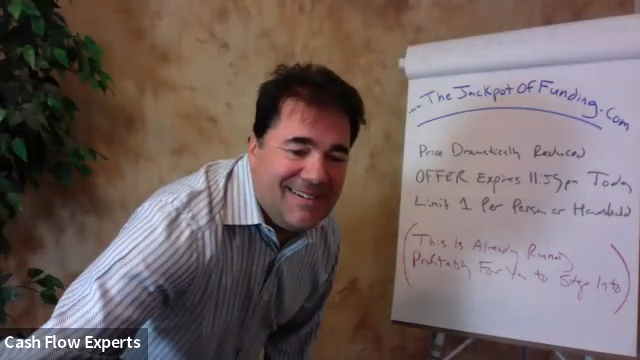 TheJackpotOfFunding.Com
Price Dramatically Reduced
OFFER Expires 11:59pm Today
Limit 1 Per Person or Household
(This Is Already Running
Profitably For You to Step Into)
Cash Flow Experts